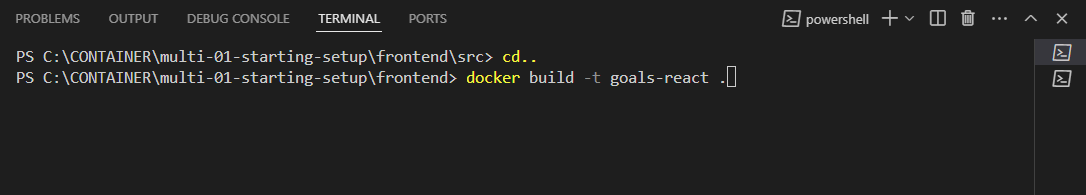 PROBLEMS OUTPUT DEBUG CONSOLE TERMINAL PORTS powershell
PS C:\CONTAINER\multi-01-starting-setup\frontend\src> cd..
PS C:\CONTAINER\multi-01-starting-setup\frontend> docker build -t goals-react .